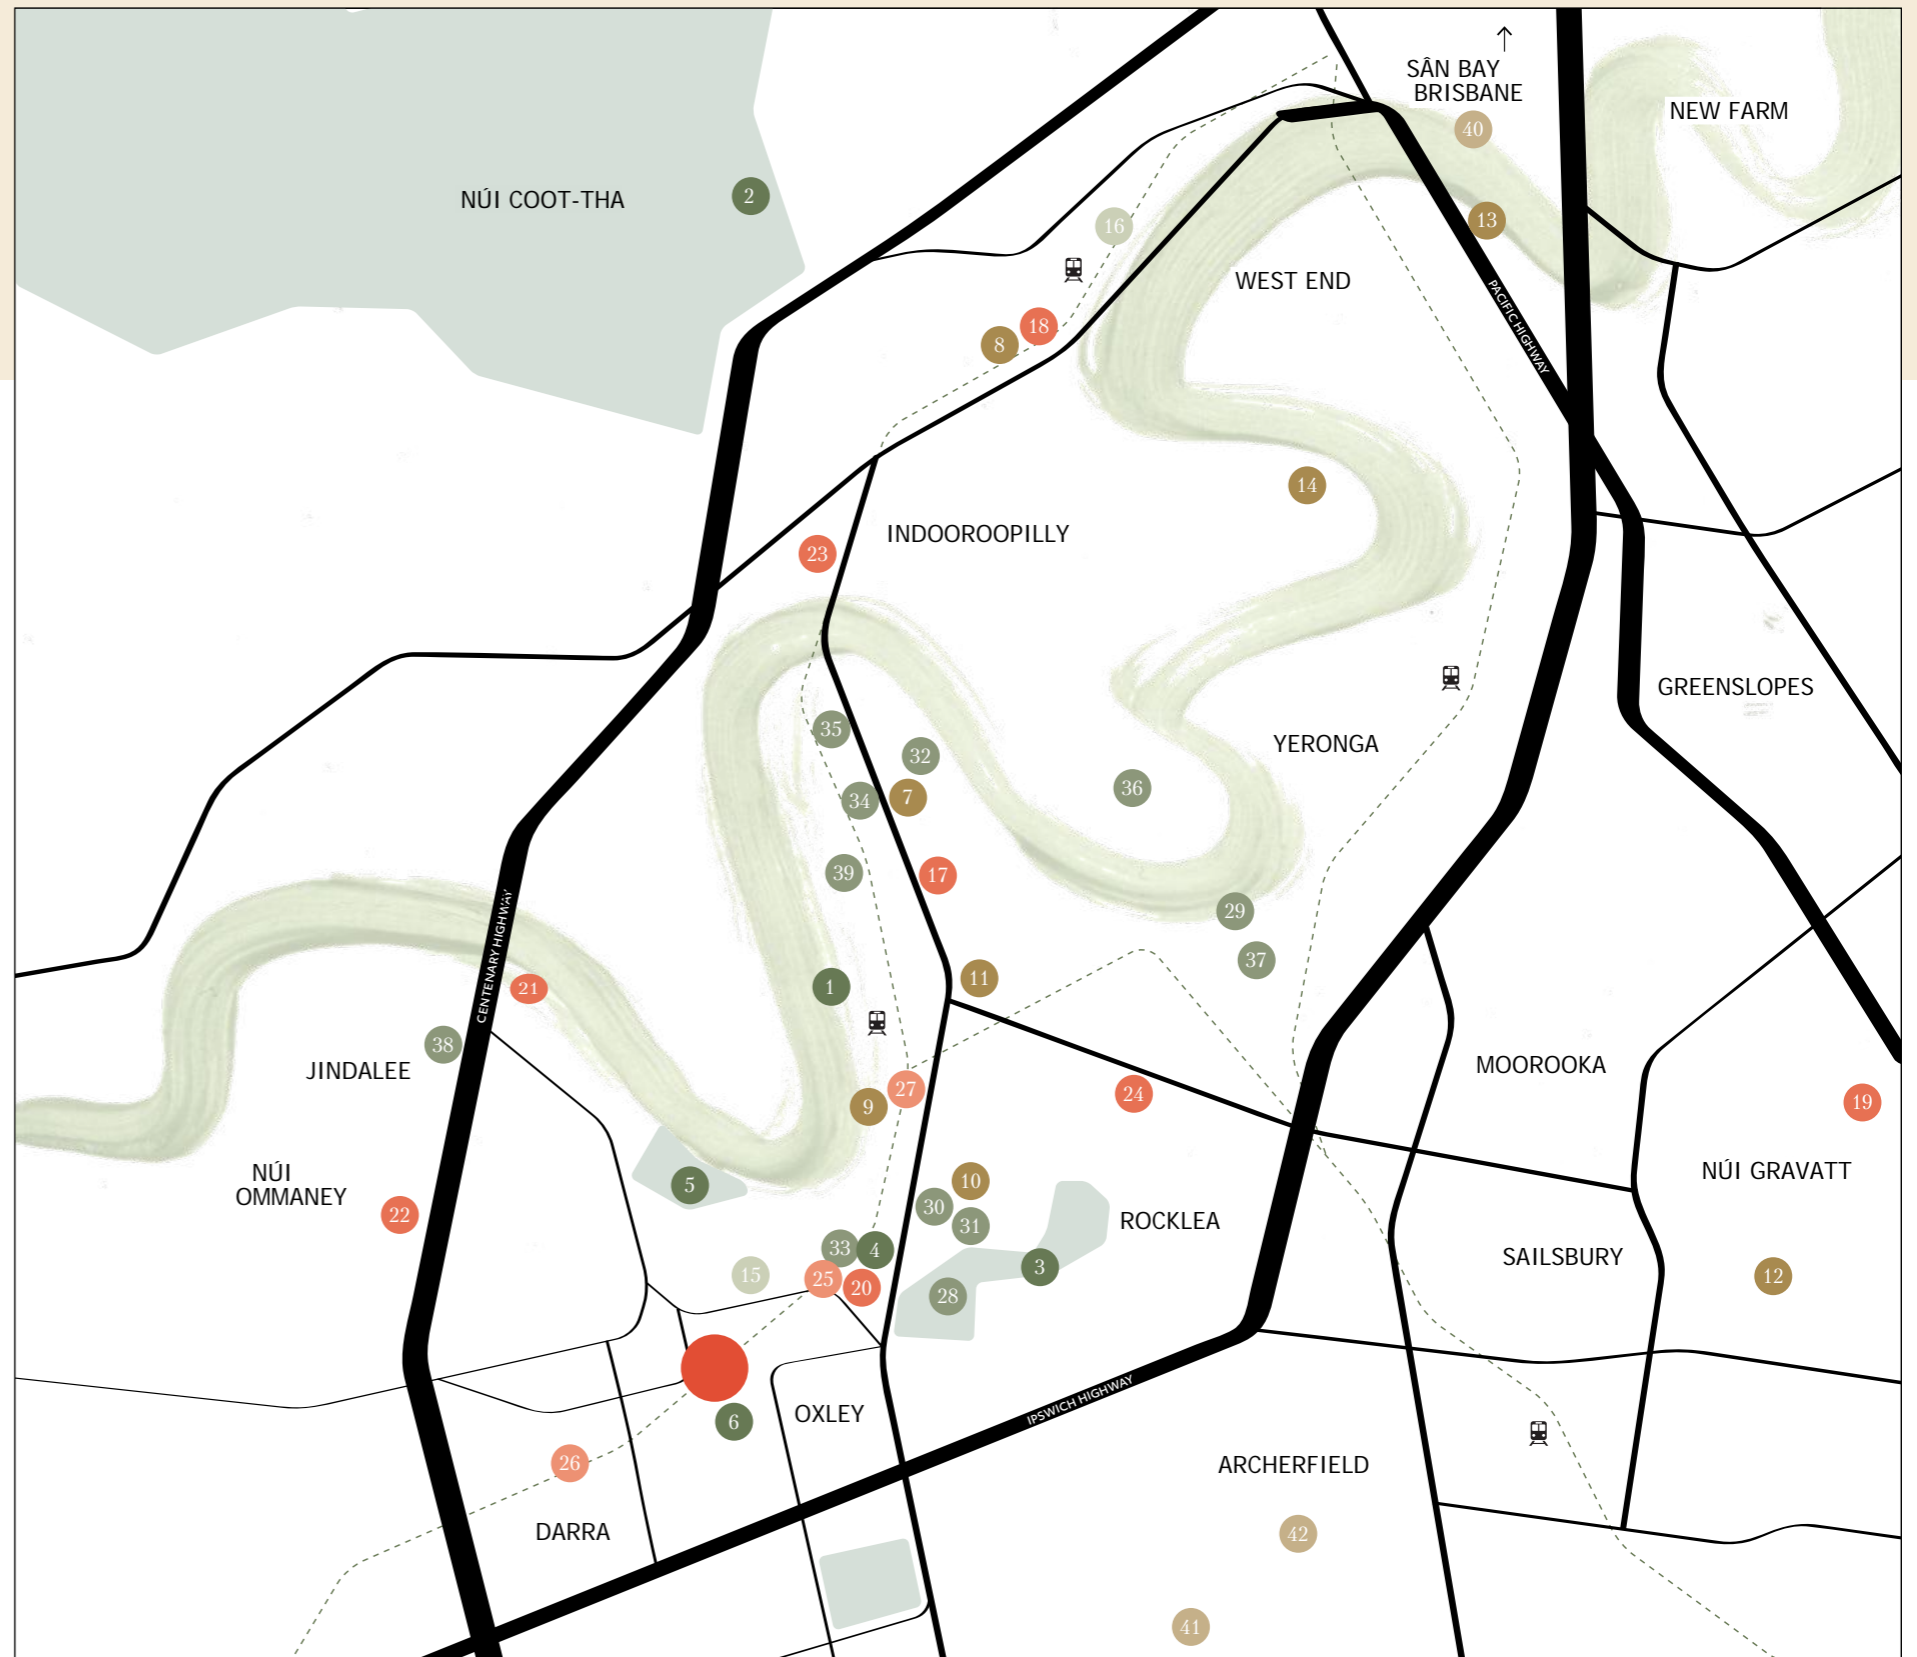 SÂN BAY
BRISBANE
40
NEW FARM
NÚI COOT-THA
2
13
16
WEST END
PACIFIC HIGHWAY
18
8
14
INDOOROOPILLY
23
GREENSLOPES
35
YERONGA
32
36
34
7
39
17
29
37
11
1
21
CENTENARY HIGHWAY
38
JINDALEE
MOOROOKA
27
24
19
9
NÚI
OMMANEY
NÚI GRAVATT
5
10
30
22
31
ROCKLEA
33
4
SAILSBURY
3
15
25
20
12
28
IPSWICH HIGHWAY
6
OXLEY
26
ARCHERFIELD
DARRA
42
41